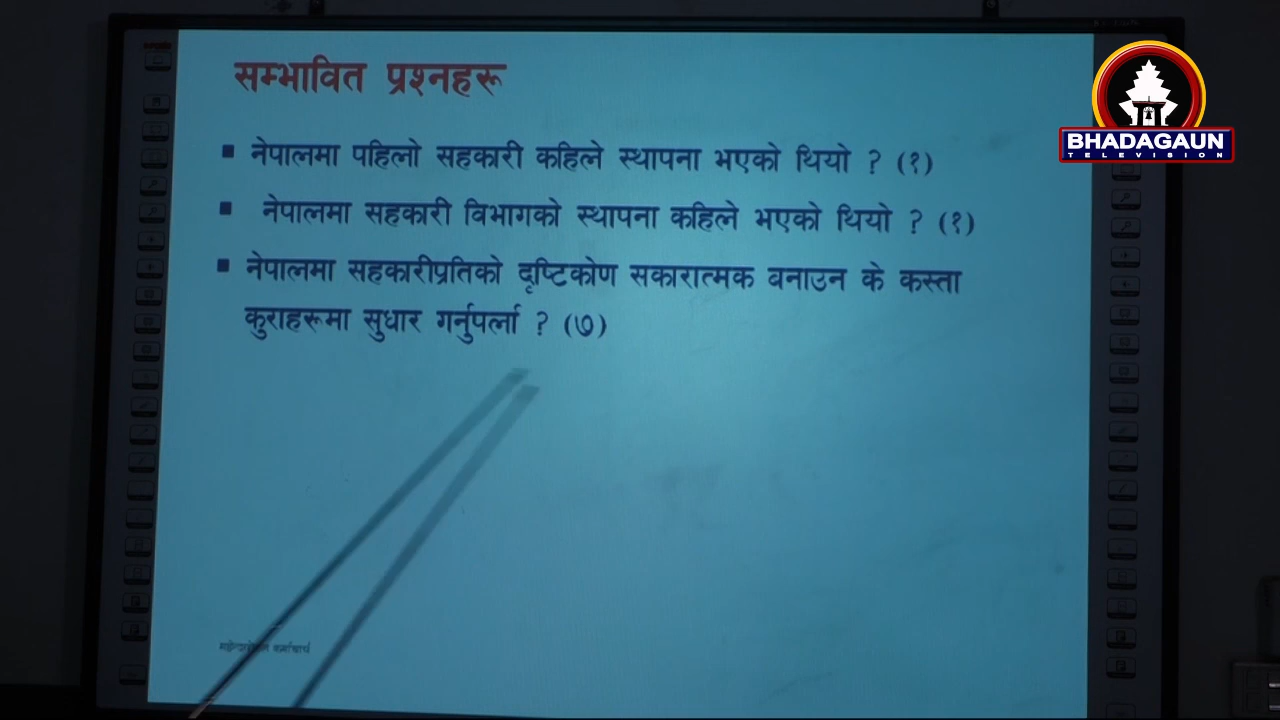 सम्भावित प्रश्नहरू
BHADAGAUN
TELEVISION
▪ नेपालमा पहिलो सहकारी कहिले स्थापना भएको थियो ? (१)
▪ नेपालमा सहकारी विभागको स्थापना कहिले भएको थियो ? (१)
▪ नेपालमा सहकारीप्रतिको दृष्टिकोण सकारात्मक बनाउन के कस्ता
कुराहरूमा सुधार गर्नुपर्ला ? (७)